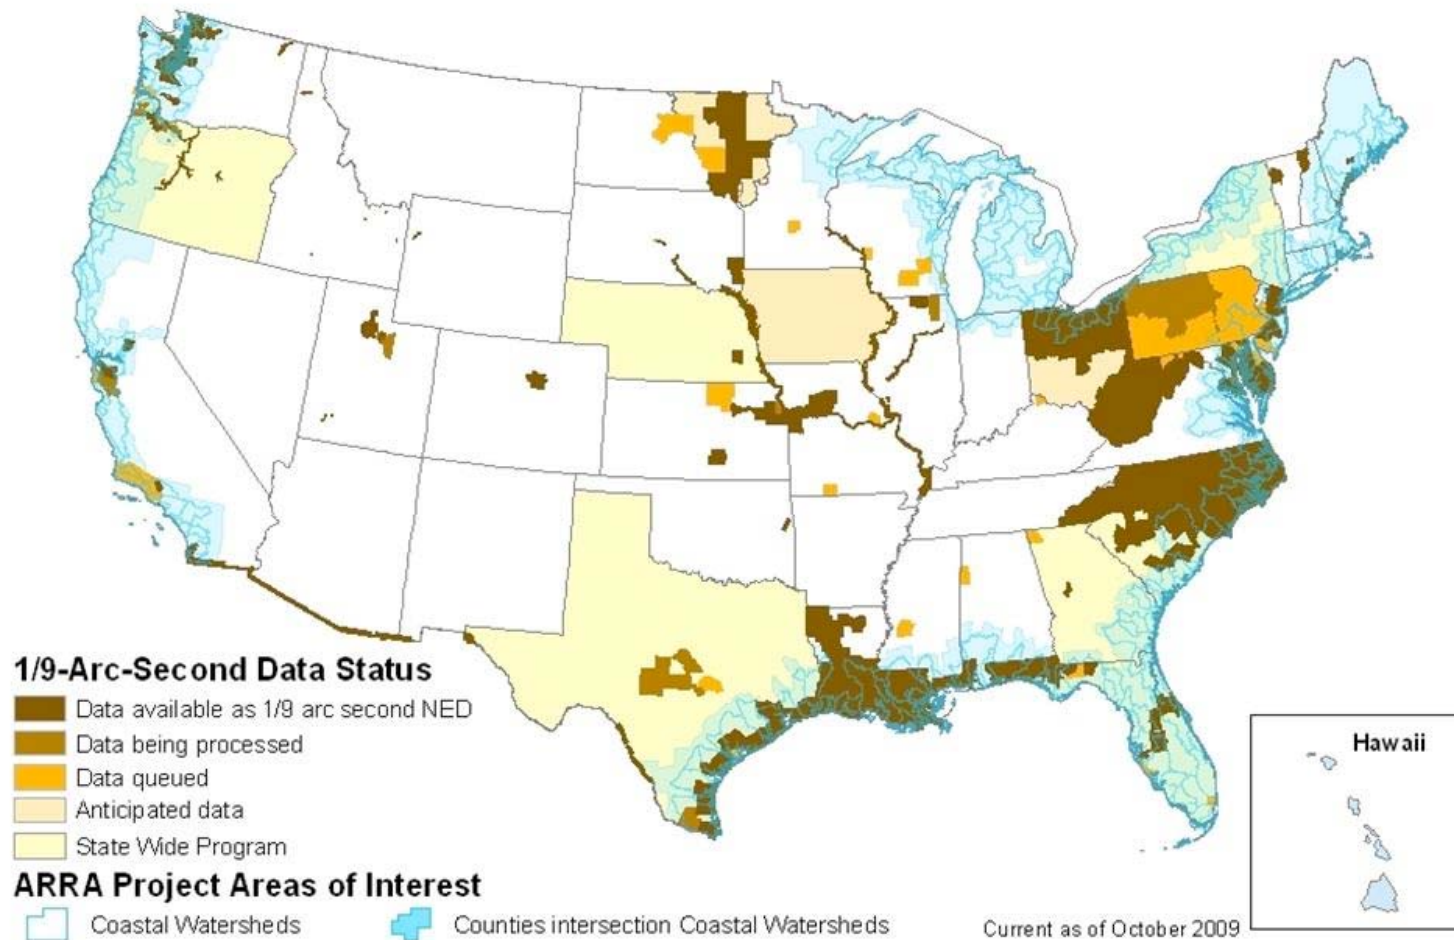 1/9-Arc-Second Data Status
Data available as 1/9 arc second NED
Data being processed
Data queued
Anticipated data
State Wide Program
ARRA Project Areas of Interest
Coastal Watersheds
Counties intersection Coastal Watersheds
Current as of October 2009
Hawaii